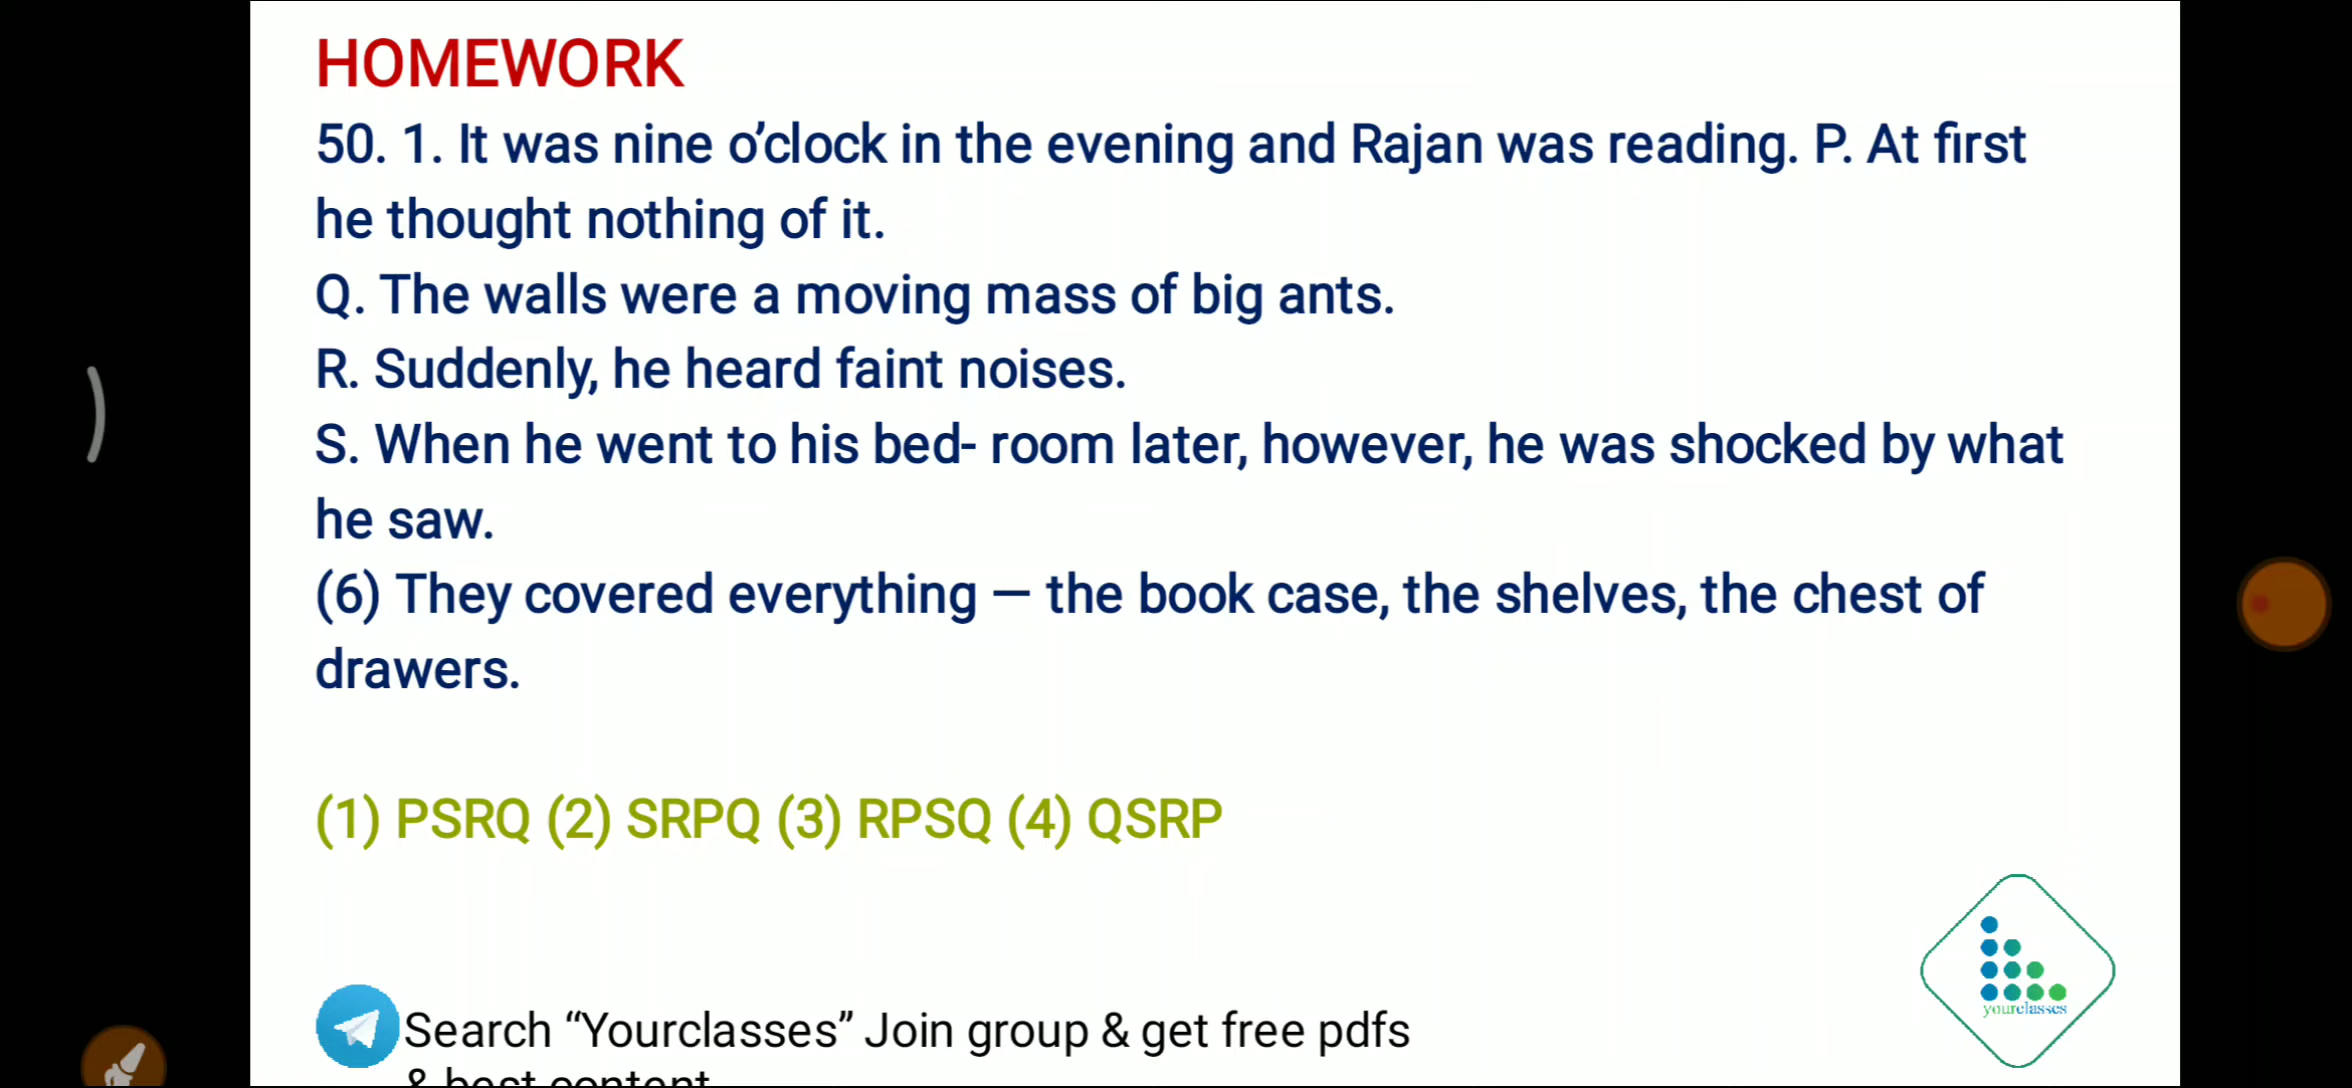 HOMEWORK
50. 1. It was nine o’clock in the evening and Rajan was reading. P. At first
he thought nothing of it.
Q. The walls were a moving mass of big ants.
R. Suddenly, he heard faint noises.
S. When he went to his bed- room later, however, he was shocked by what
he saw.
(6) They covered everything — the book case, the shelves, the chest of
drawers.
(1) PSRQ (2) SRPQ (3) RPSQ (4) QSRP
yourclasses
Search “Yourclasses” Join group & get free pdfs
& best content